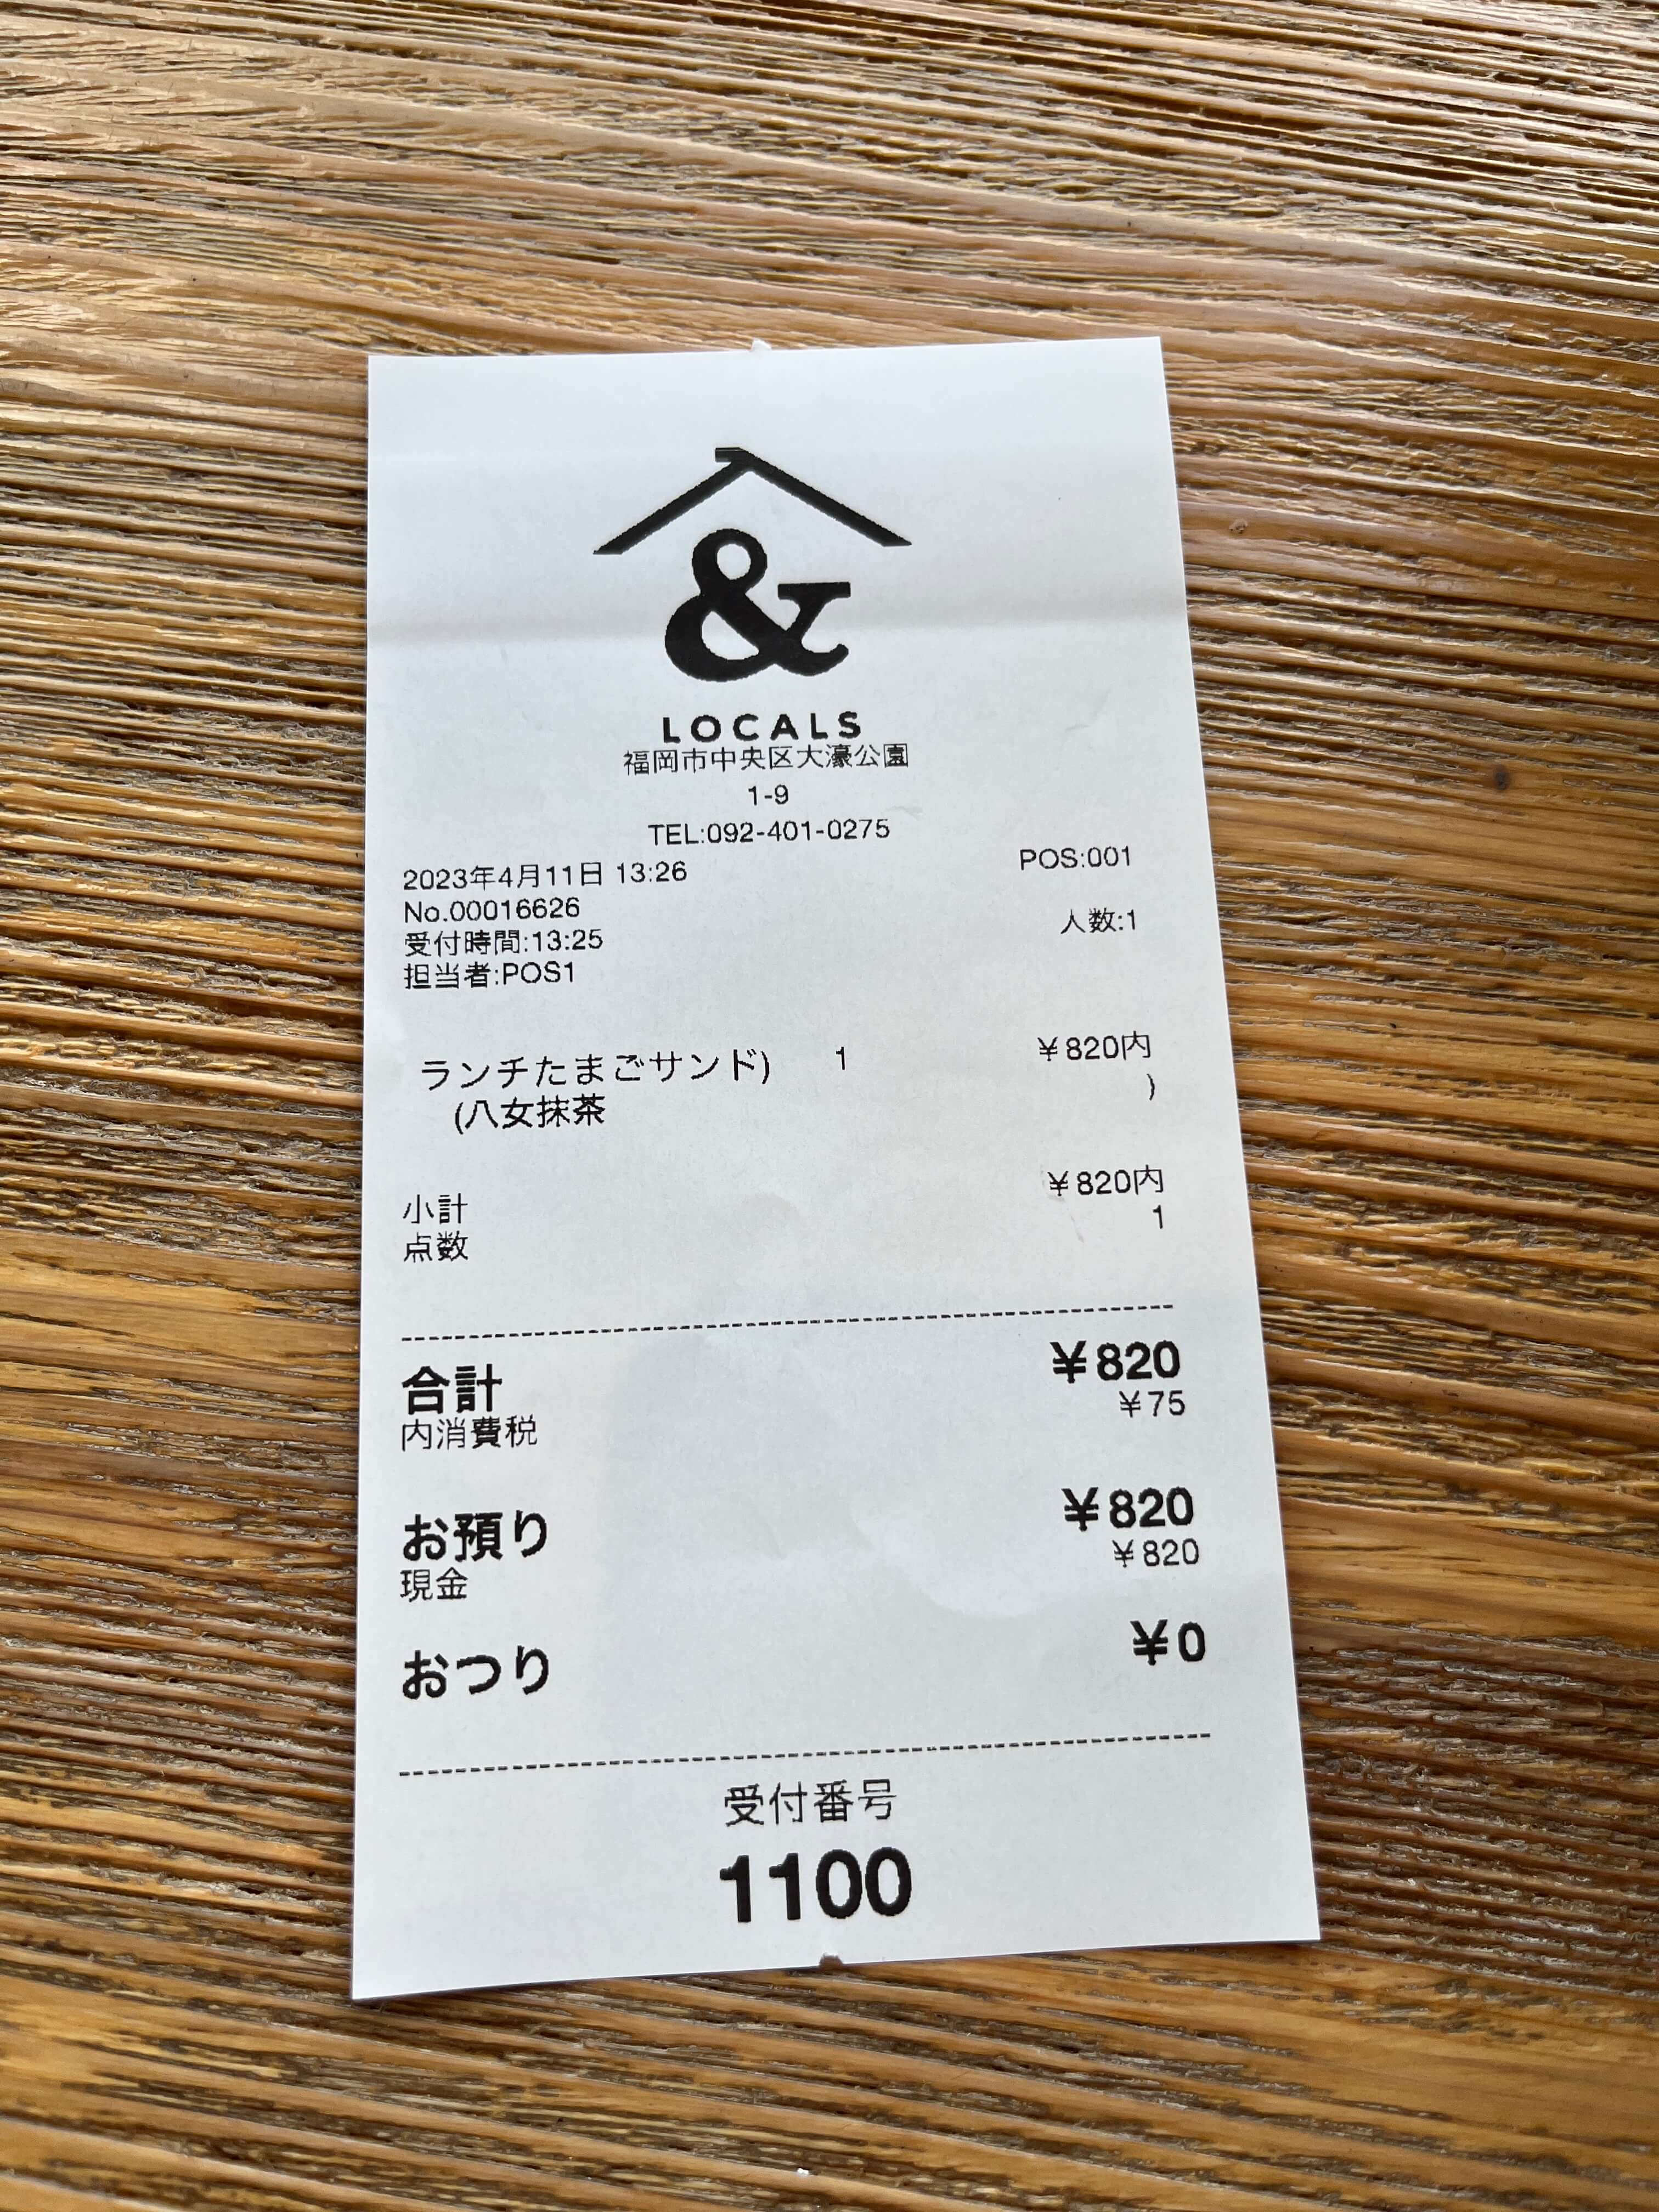 &
LOCALS
福岡市中央区大濠公園
1-9
TEL:092-401-0275
2023年4月11日 13:26 POS:001
No.00016626
受付時間:13:25 人数:1
担当者:POS1
ランチたまごサンド) 1 ¥820内
(八女抹茶 )
小計 ¥820内
点数 1
合計 ¥820
内消費税 ¥75
お預り ¥820
現金 ¥820
おつり ¥0
受付番号
1100